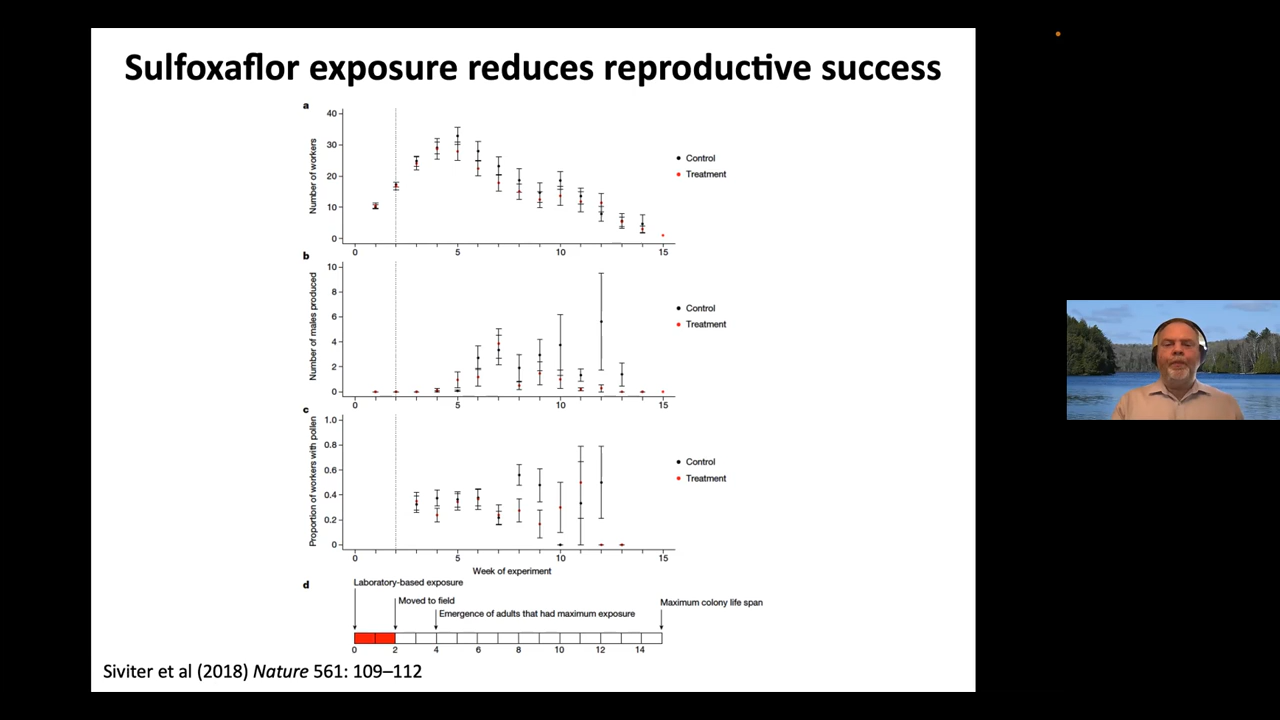 Sulfoxaflor exposure reduces reproductive success
a
40
30
20
10
0
Number of workers
0 5 10 15
Control
Treatment
b
10
8
6
4
2
0
Number of males produced
0 5 10 15
Control
Treatment
c
1.0
0.8
0.6
0.4
0.2
0
Proportion of workers with pollen
0 5 10 15
Week of experiment
Control
Treatment
d
Laboratory-based exposure
Moved to field
Emergence of adults that had maximum exposure
Maximum colony life span
0 2 4 6 8 10 12 14
Siviter et al (2018) Nature 561: 109–112